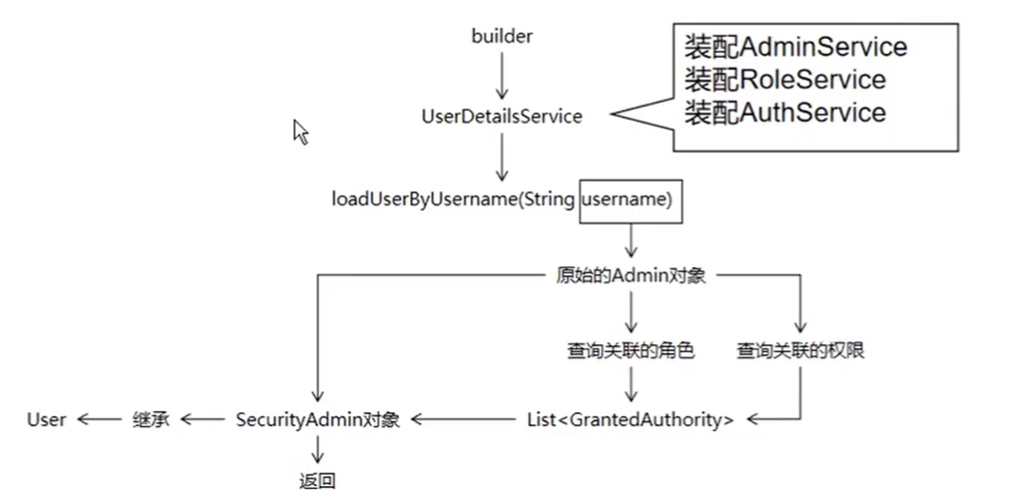 builder
装配AdminService
装配RoleService
装配AuthService
UserDetailsService
loadUserByUsername(String username)
原始的Admin对象
查询关联的角色
查询关联的权限
User
继承
SecurityAdmin对象
List<GrantedAuthority>
返回